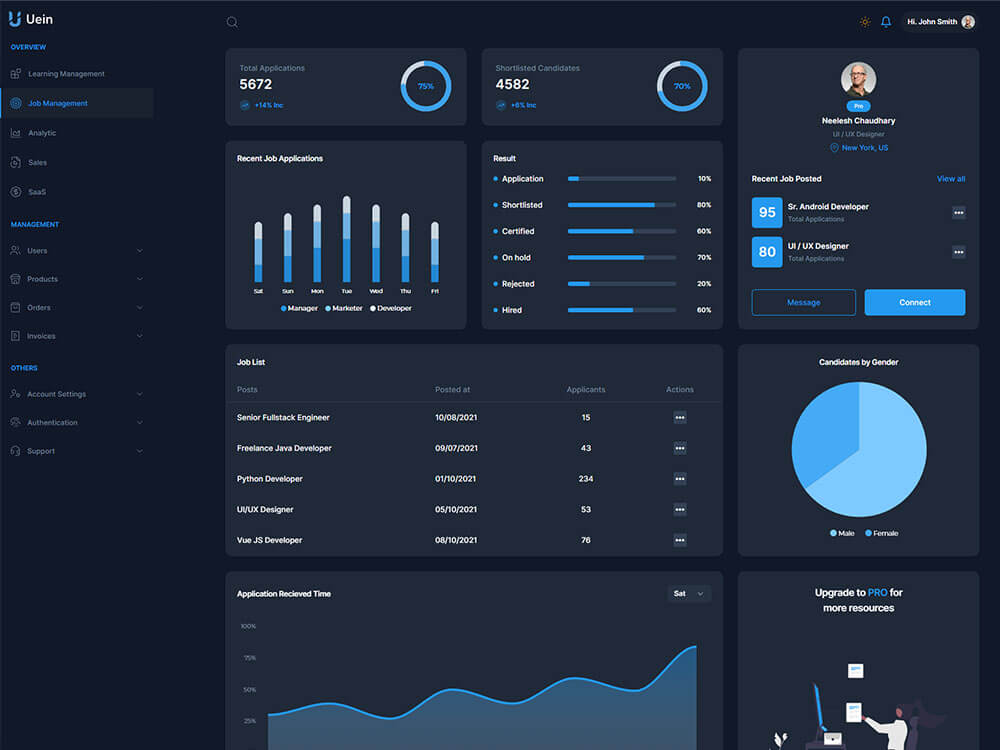 Uein
Hi. John Smith
OVERVIEW
Learning Management
Job Management
Analytic
Sales
SaaS
MANAGEMENT
Users
Products
Orders
Invoices
OTHERS
Account Settings
Authentication
Support
Total Applications
5672
+14% Inc
75%
Shortlisted Candidates
4582
+6% Inc
70%
Pro
Neelesh Chaudhary
UI / UX Designer
New York, US
Recent Job Posted View all
95 Sr. Android Developer
Total Applications
80 UI / UX Designer
Total Applications
Message Connect
Recent Job Applications
Sat Sun Mon Tue Wed Thu Fri
Manager Marketer Developer
Result
Application 10%
Shortlisted 80%
Certified 60%
On hold 70%
Rejected 20%
Hired 60%
Job List
Posts Posted at Applicants Actions
Senior Fullstack Engineer 10/08/2021 15
Freelance Java Developer 09/07/2021 43
Python Developer 01/10/2021 234
UI/UX Designer 05/10/2021 53
Vue JS Developer 08/10/2021 76
Candidates by Gender
Male Female
Application Recieved Time
Sat
100%
75%
50%
25%
Upgrade to PRO for
more resources